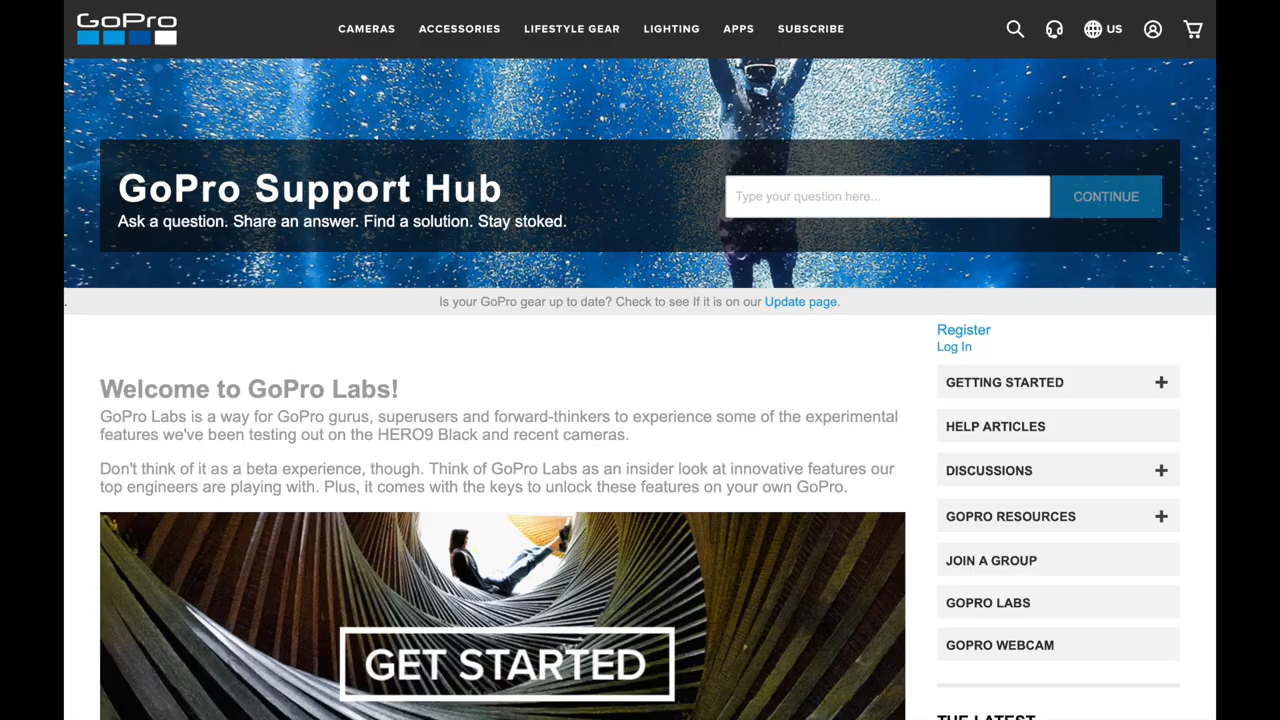 GoPro
CAMERAS ACCESSORIES LIFESTYLE GEAR LIGHTING APPS SUBSCRIBE US
GoPro Support Hub
Ask a question. Share an answer. Find a solution. Stay stoked.
Type your question here...
CONTINUE
. Is your GoPro gear up to date? Check to see If it is on our Update page.
Register
Log In
Welcome to GoPro Labs!
GoPro Labs is a way for GoPro gurus, superusers and forward-thinkers to experience some of the experimental
features we've been testing out on the HERO9 Black and recent cameras.
Don't think of it as a beta experience, though. Think of GoPro Labs as an insider look at innovative features our
top engineers are playing with. Plus, it comes with the keys to unlock these features on your own GoPro.
GET STARTED
GETTING STARTED +
HELP ARTICLES
DISCUSSIONS +
GOPRO RESOURCES +
JOIN A GROUP
GOPRO LABS
GOPRO WEBCAM
THE LATEST